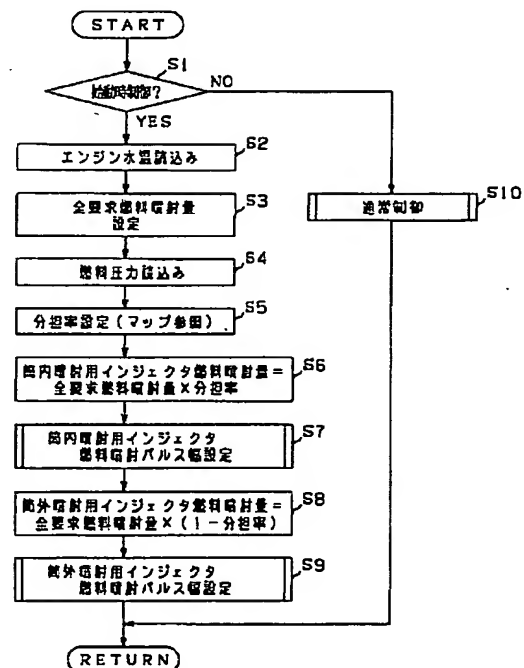 START
始動時制御?
S1
NO
YES
エンジン水温読込み
S2
全要求燃料噴射量
設定
S3
通常制御
S10
燃料圧力読込み
S4
分担率設定(マップ参照)
S5
筒内噴射用インジェクタ燃料噴射量=
全要求燃料噴射量×分担率
S6
筒内噴射用インジェクタ
燃料噴射パルス幅設定
S7
筒外噴射用インジェクタ燃料噴射量=
全要求燃料噴射量×(1-分担率)
S8
筒外噴射用インジェクタ
燃料噴射パルス幅設定
S9
RETURN